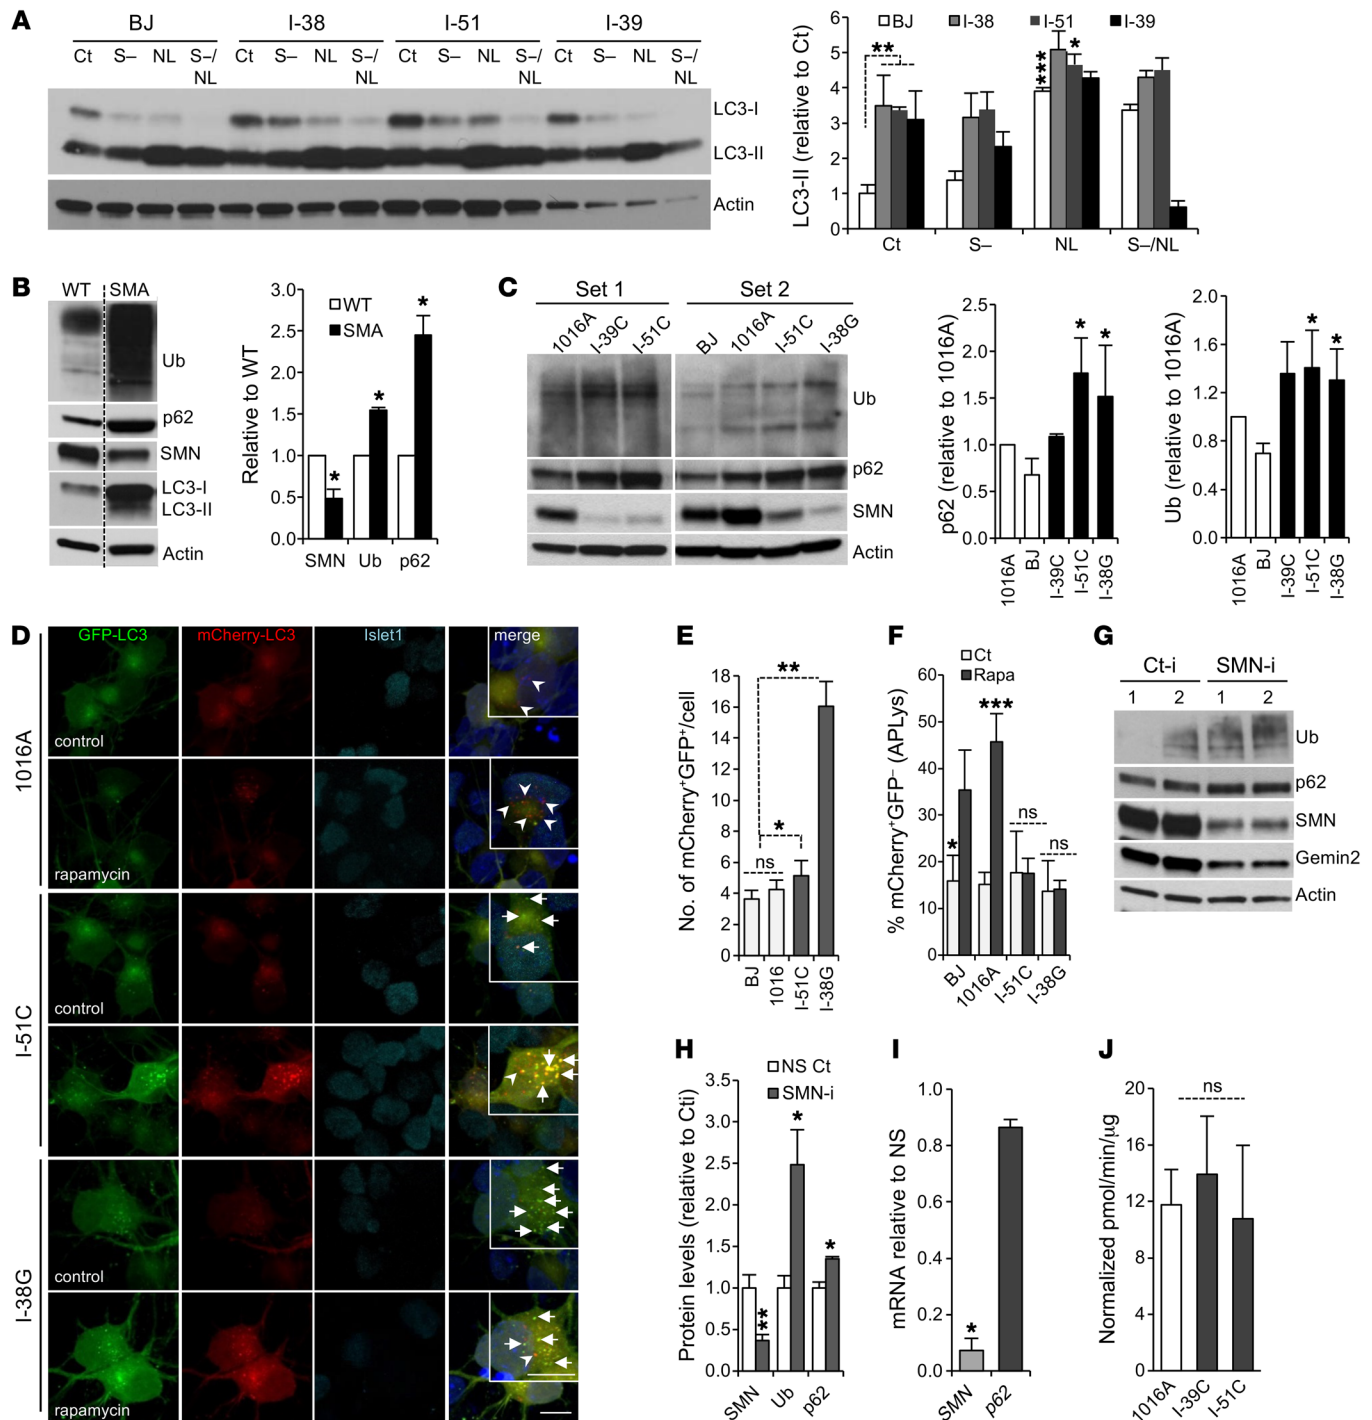 A
BJ I-38 I-51 I-39
Ct S– NL S–/NL Ct S– NL S–/NL Ct S– NL S–/NL Ct S– NL S–/NL
LC3-I
LC3-II
Actin
BJ I-38 I-51 I-39
LC3-II (relative to Ct)
6
5
4
3
2
1
0
** *** *
Ct S– NL S–/NL
B
WT SMA
Ub
p62
SMN
LC3-I
LC3-II
Actin
WT
SMA
Relative to WT
3.0
2.5
2.0
1.5
1.0
0.5
0.0
* * *
SMN Ub p62
C
Set 1 Set 2
1016A I-39C I-51C BJ 1016A I-51C I-38G
Ub
p62
SMN
Actin
p62 (relative to 1016A)
2.5
2.0
1.5
1.0
0.5
0.0
* *
1016A BJ I-39C I-51C I-38G
Ub (relative to 1016A)
2.0
1.6
1.2
0.8
0.4
0.0
* *
1016A BJ I-39C I-51C I-38G
D
GFP-LC3 mCherry-LC3 Islet1 merge
1016A
control
rapamycin
I-51C
control
rapamycin
I-38G
control
rapamycin
E
No. of mCherry⁺GFP⁺/cell
18
16
14
12
10
8
6
4
2
0
**
*
ns
BJ 1016 I-51C I-38G
F
Ct
Rapa
% mCherry⁺GFP⁻ (APLys)
60
50
40
30
20
10
0
* *** ns ns
BJ 1016A I-51C I-38G
G
Ct-i SMN-i
1 2 1 2
Ub
p62
SMN
Gemin2
Actin
H
NS Ct
SMN-i
Protein levels (relative to Cti)
3.5
3.0
2.5
2.0
1.5
1.0
0.5
0.0
** * *
SMN Ub p62
I
mRNA relative to NS
1.0
0.8
0.6
0.4
0.2
0
*
SMN p62
J
Normalized pmol/min/µg
20
16
12
8
4
0
ns
1016A I-39C I-51C